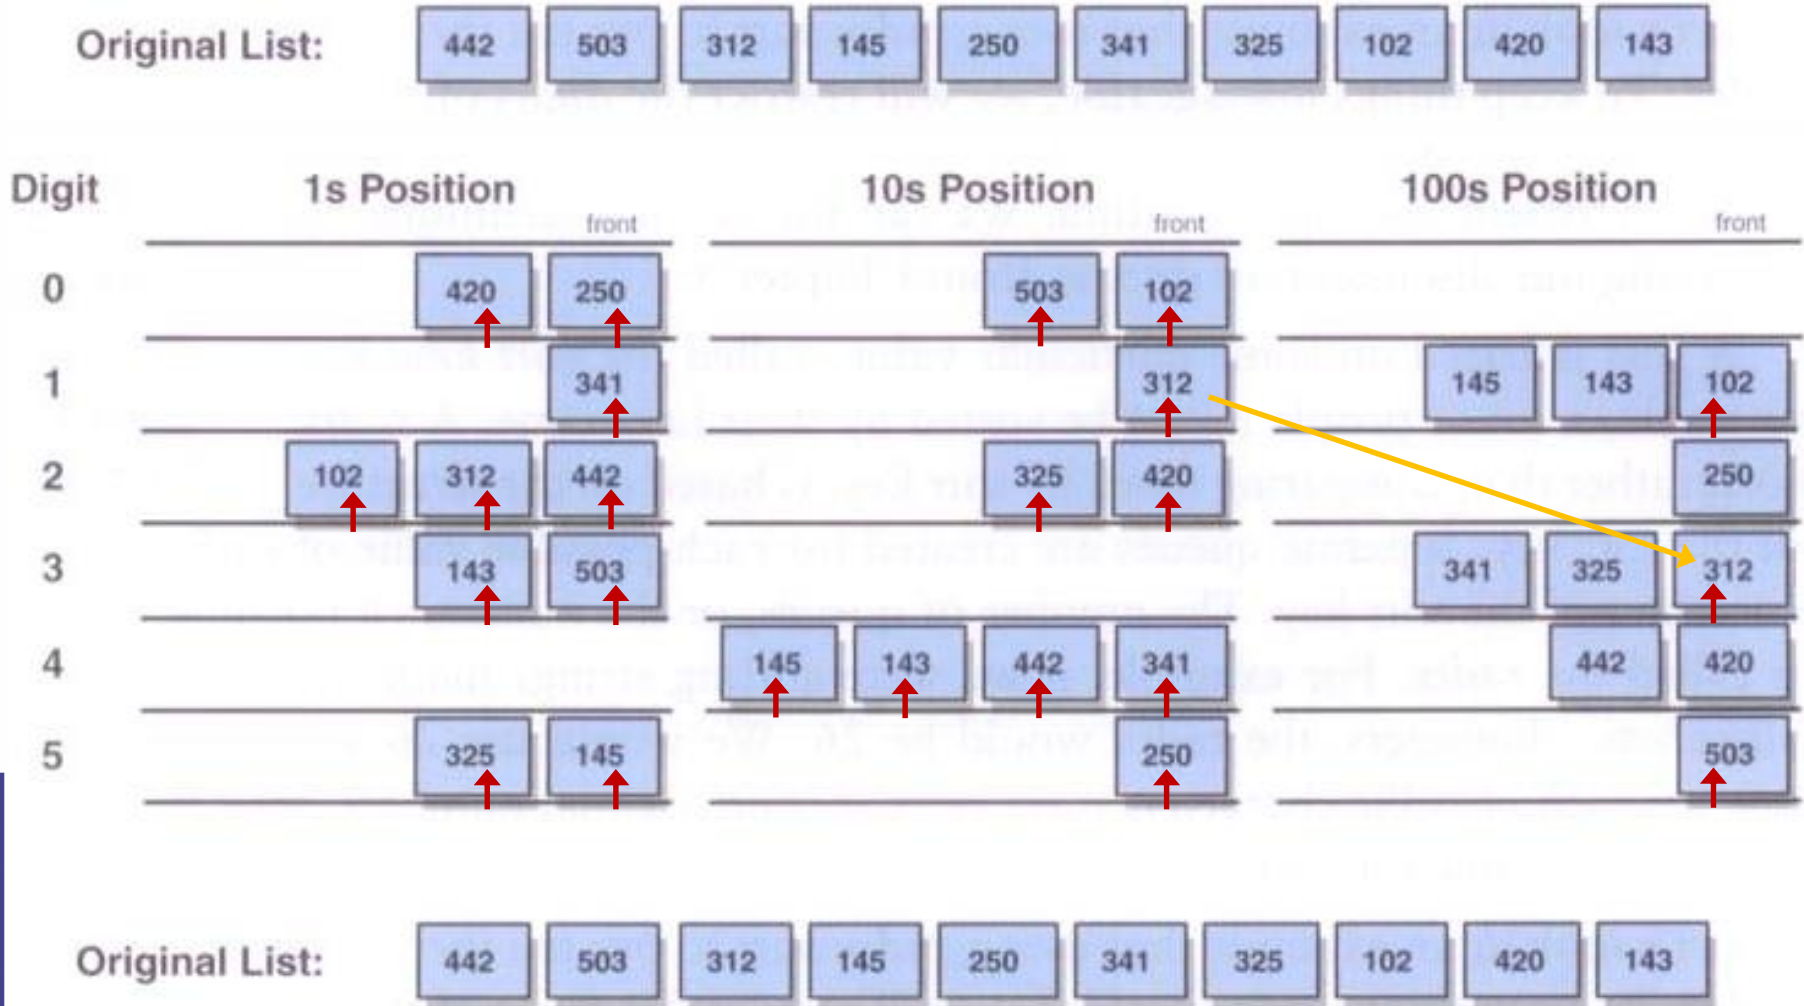 Original List: 442 503 312 145 250 341 325 102 420 143
Digit 1s Position 10s Position 100s Position
front front front
0 420 250 503 102
1 341 312 145 143 102
2 102 312 442 325 420 250
3 143 503 341 325 312
4 145 143 442 341 442 420
5 325 145 250 503
Original List: 442 503 312 145 250 341 325 102 420 143